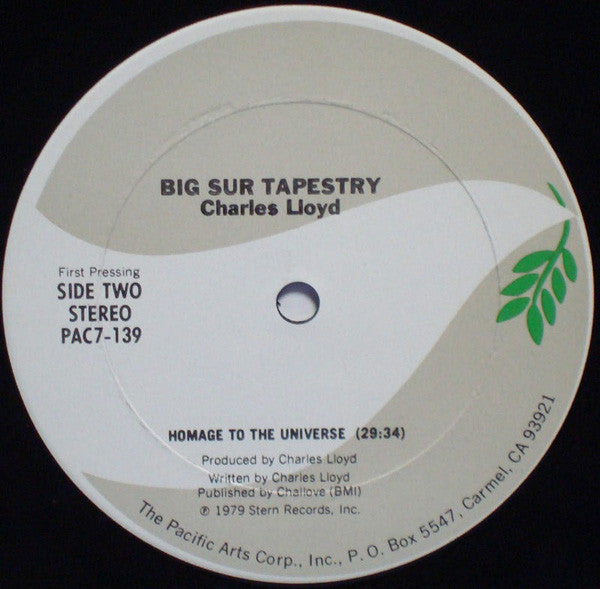 BIG SUR TAPESTRY
Charles Lloyd
First Pressing
SIDE TWO
STEREO
PAC7-139
HOMAGE TO THE UNIVERSE (29:34)
Produced by Charles Lloyd
Written by Charles Lloyd
Published by Challove (BMI)
℗ 1979 Stern Records, Inc.
The Pacific Arts Corp., Inc., P. O. Box 5547, Carmel, CA 93921